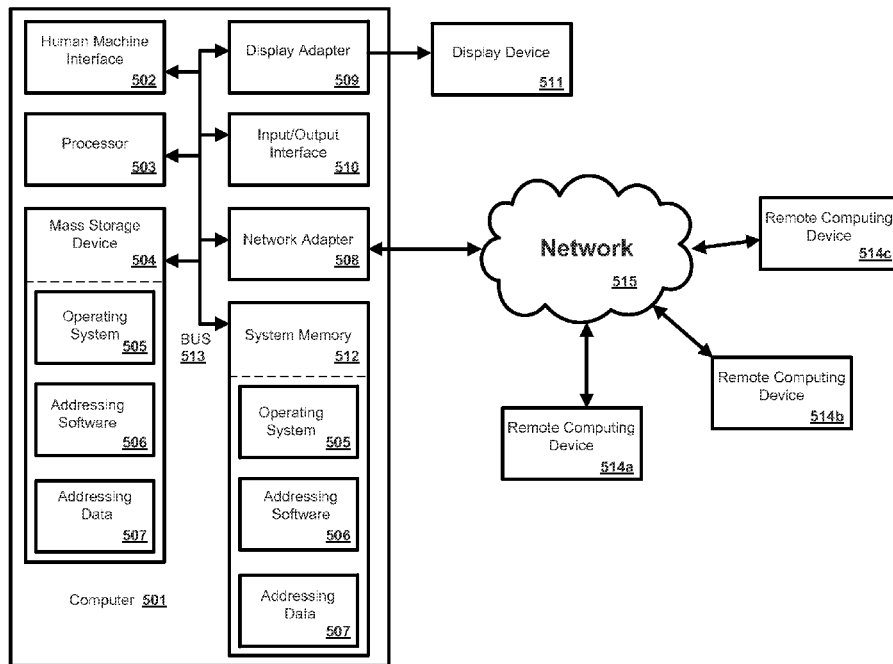 Human Machine
Interface
502
Processor
503
Mass Storage
Device
504
Operating
System
505
Addressing
Software
506
Addressing
Data
507
Computer 501
BUS
513
Display Adapter
509
Input/Output
Interface
510
Network Adapter
508
System Memory
512
Operating
System
505
Addressing
Software
506
Addressing
Data
507
Display Device
511
Network
515
Remote Computing
Device
514c
Remote Computing
Device
514b
Remote Computing
Device
514a